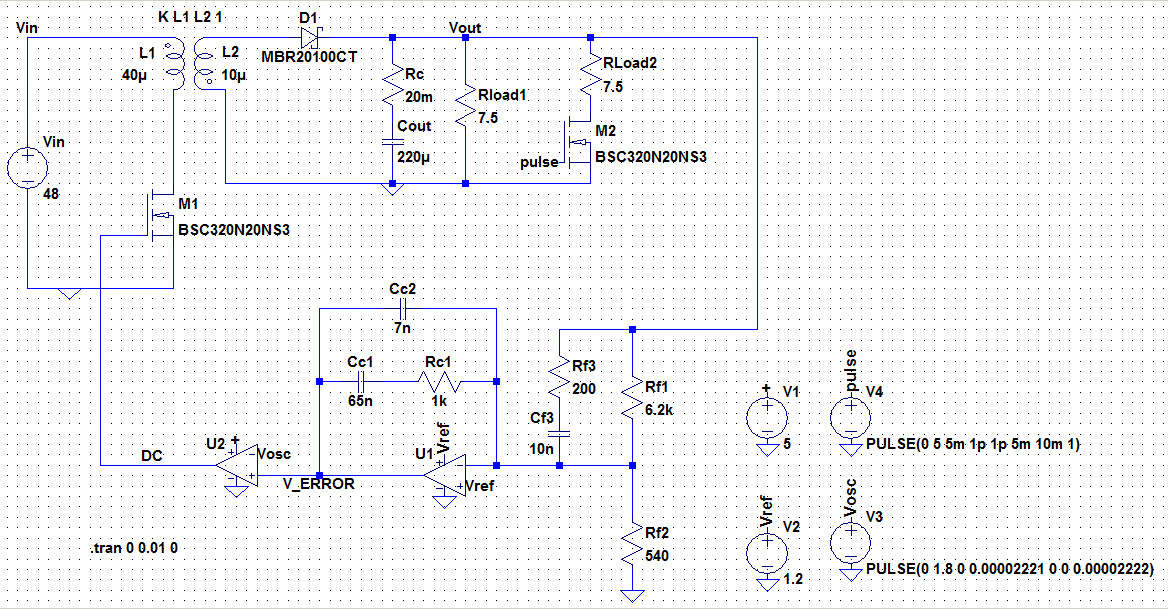 K L1 L2 1
D1
Vin
Vout
L1
L2
MBR20100CT
40µ
10µ
Rc
20m
RLoad2
7.5
Rload1
7.5
Cout
220µ
M2
BSC320N20NS3
pulse
Vin
48
M1
BSC320N20NS3
Cc2
7n
Cc1
65n
Rc1
1k
Rf3
200
Rf1
6.2k
Cf3
10n
+
V1
5
pulse
V4
PULSE(0 5 5m 1p 1p 5m 10m 1)
U2
+
Vosc
DC
V_ERROR
U1
Vref
Vref
Rf2
540
Vref
V2
1.2
Vosc
V3
PULSE(0 1.8 0 0.00002221 0 0 0.00002222)
.tran 0 0.01 0